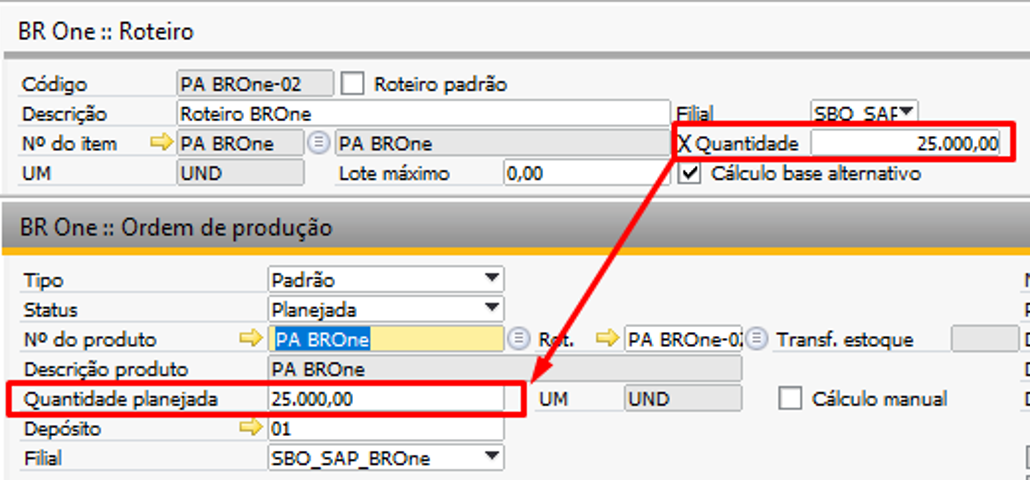 BR One :: Roteiro
Código PA BROne-02 Roteiro padrão
Descrição Roteiro BROne Filial SBO_SAP
Nº do item PA BROne PA BROne X Quantidade 25.000,00
UM UND Lote máximo 0,00 Cálculo base alternativo
BR One :: Ordem de produção
Tipo Padrão
Status Planejada
Nº do produto PA BROne Rot. PA BROne-02 Transf. estoque
Descrição produto PA BROne
Quantidade planejada 25.000,00 UM UND Cálculo manual
Depósito 01
Filial SBO_SAP_BROne